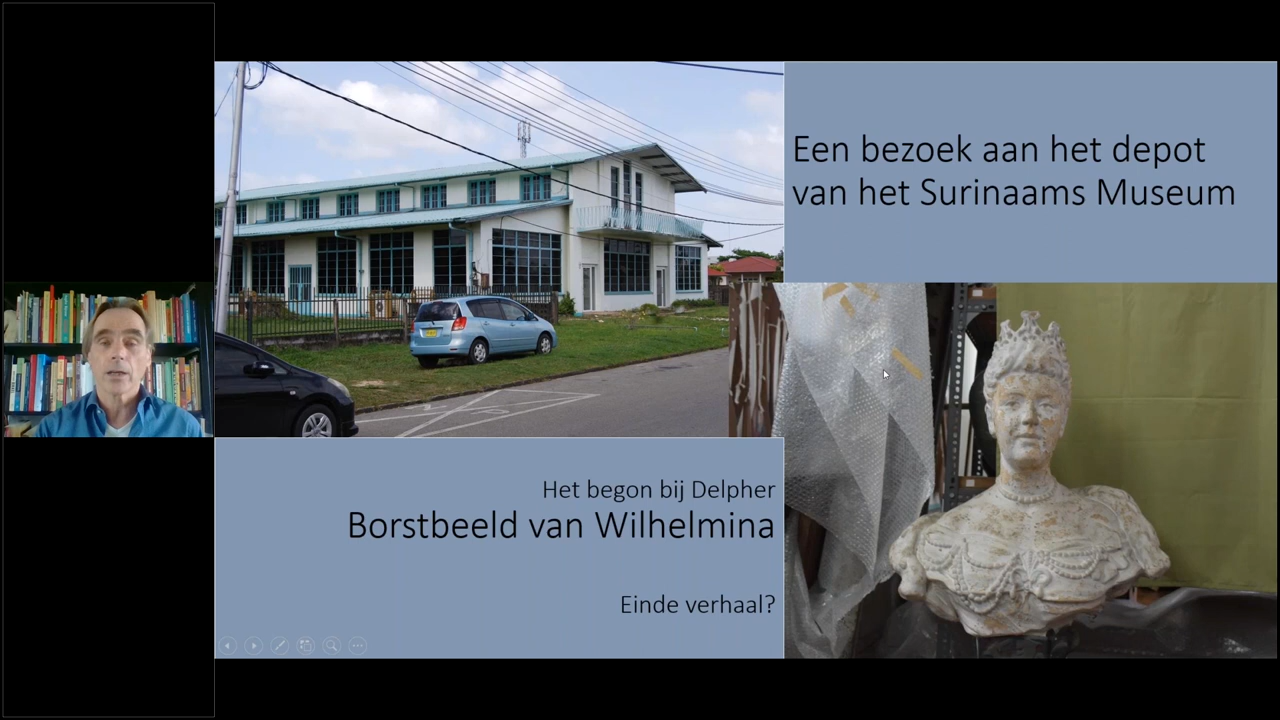 Een bezoek aan het depot
van het Surinaams Museum
Het begon bij Delpher
Borstbeeld van Wilhelmina
Einde verhaal?